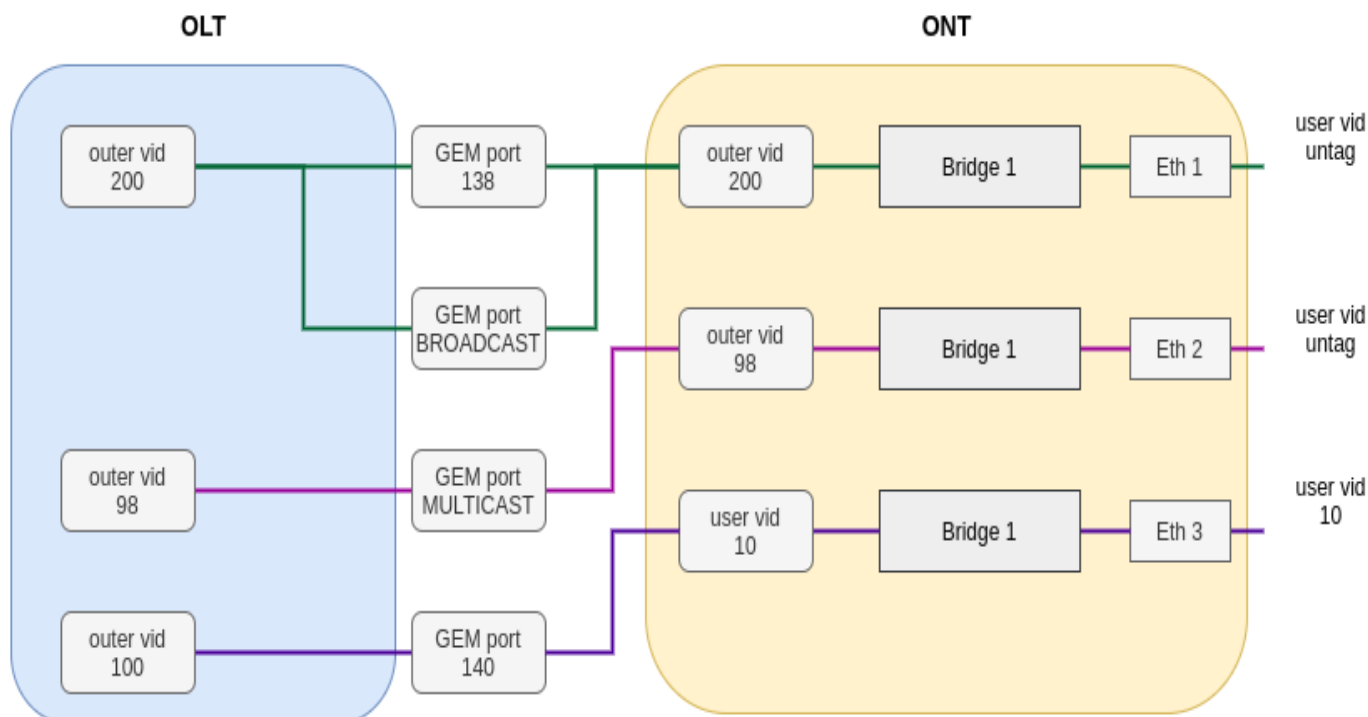 OLT
ONT
outer vid
200
GEM port
138
outer vid
200
Bridge 1
Eth 1
user vid
untag
GEM port
BROADCAST
outer vid
98
Bridge 1
Eth 2
user vid
untag
outer vid
98
GEM port
MULTICAST
user vid
10
Bridge 1
Eth 3
user vid
10
outer vid
100
GEM port
140